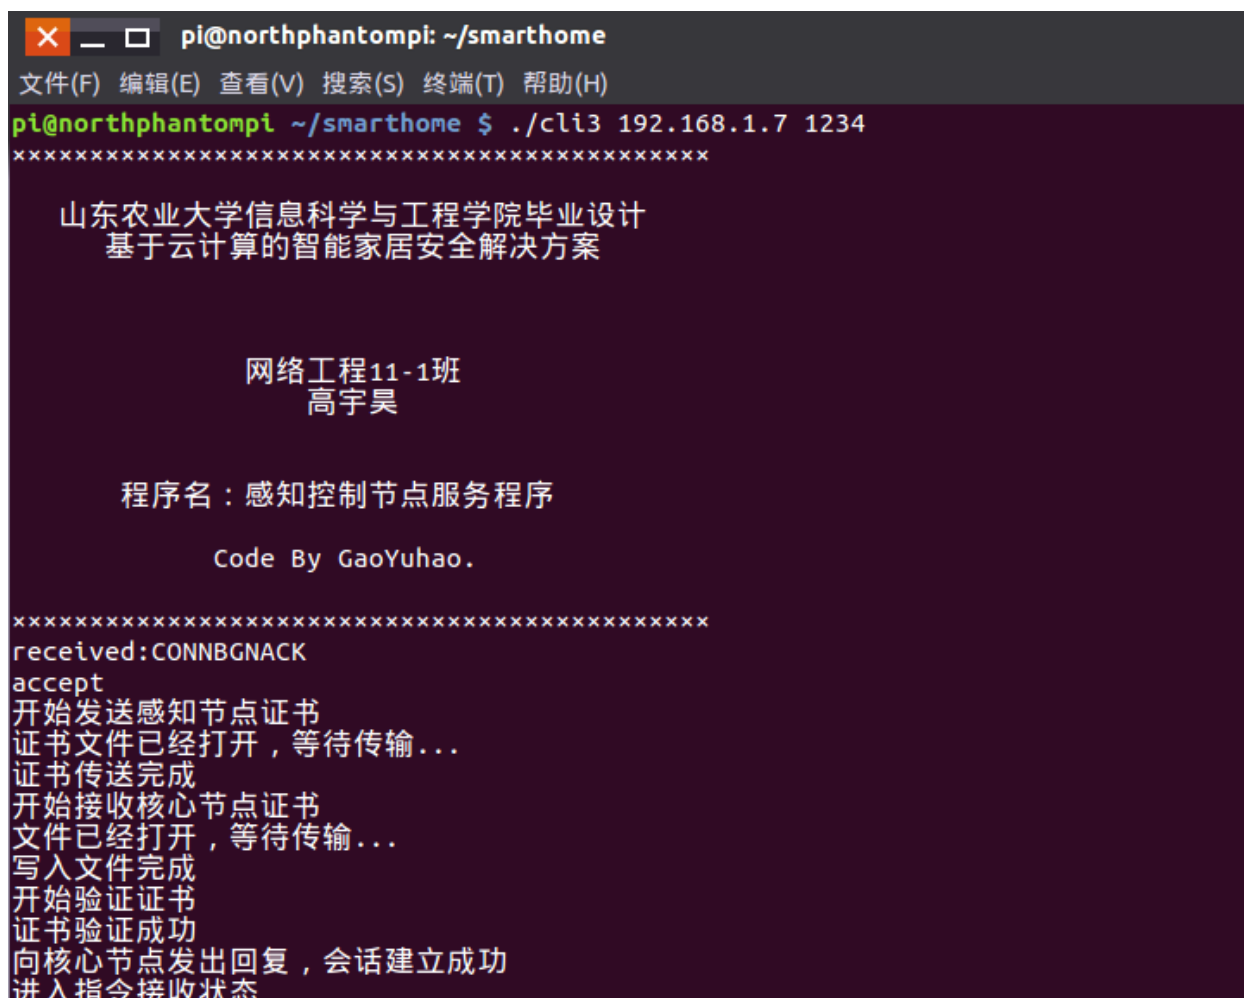 pi@northphantompi: ~/smarthome
文件(F) 编辑(E) 查看(V) 搜索(S) 终端(T) 帮助(H)
pi@northphantompi ~/smarthome $ ./cli3 192.168.1.7 1234
×××××××××××××××××××××××××××××××××××××××××××××
山东农业大学信息科学与工程学院毕业设计
基于云计算的智能家居安全解决方案
网络工程11-1班
高宇昊
程序名：感知控制节点服务程序
Code By GaoYuhao.
×××××××××××××××××××××××××××××××××××××××××××××
received:CONNBGNACK
accept
开始发送感知节点证书
证书文件已经打开，等待传输...
证书传送完成
开始接收核心节点证书
文件已经打开，等待传输...
写入文件完成
开始验证证书
证书验证成功
向核心节点发出回复，会话建立成功
进入指令接收状态